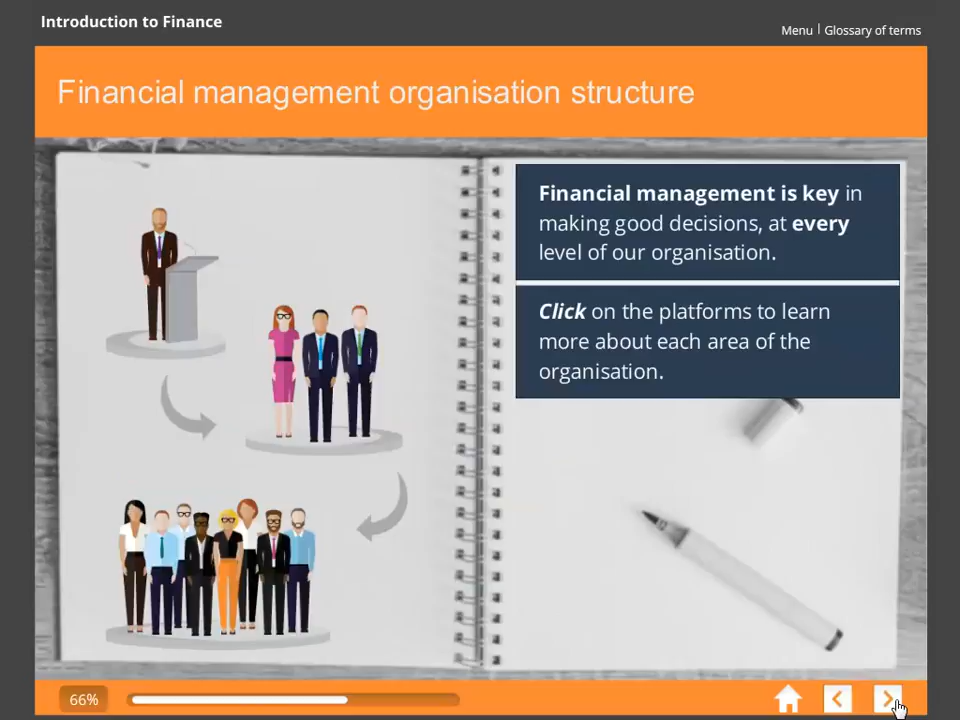 Introduction to Finance
Menu | Glossary of terms
Financial management organisation structure
Financial management is key in
making good decisions, at every
level of our organisation.
Click on the platforms to learn
more about each area of the
organisation.
66%